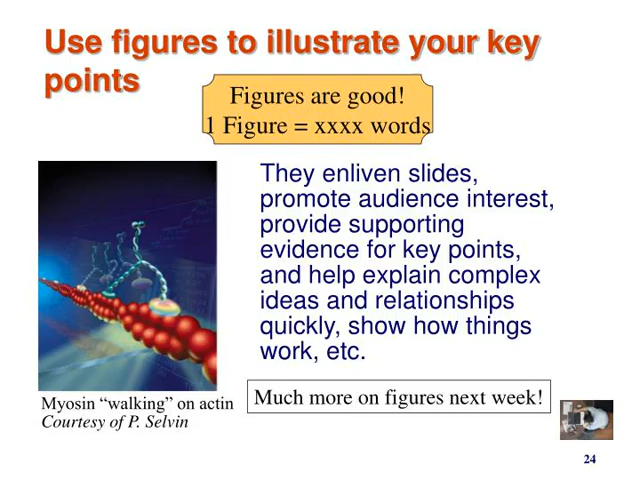 Use figures to illustrate your key
points
Figures are good!
1 Figure = xxxx words
They enliven slides,
promote audience interest,
provide supporting
evidence for key points,
and help explain complex
ideas and relationships
quickly, show how things
work, etc.
Myosin “walking” on actin
Courtesy of P. Selvin
Much more on figures next week!
24